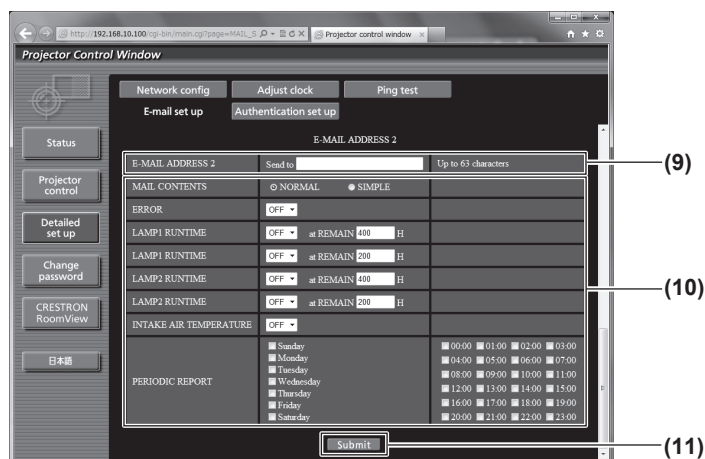 http://192.168.10.100/cgi-bin/main.cgi?page=MAIL_S
Projector control window
Projector Control Window
Network config Adjust clock Ping test
E-mail set up Authentication set up
Status
Projector
control
Detailed
set up
Change
password
CRESTRON
RoomView
日本語
E-MAIL ADDRESS 2
E-MAIL ADDRESS 2 Send to Up to 63 characters
(9)
MAIL CONTENTS NORMAL SIMPLE
ERROR OFF
LAMP1 RUNTIME OFF at REMAIN 400 H
LAMP1 RUNTIME OFF at REMAIN 200 H
LAMP2 RUNTIME OFF at REMAIN 400 H
(10)
LAMP2 RUNTIME OFF at REMAIN 200 H
INTAKE AIR TEMPERATURE OFF
PERIODIC REPORT
Sunday
Monday
Tuesday
Wednesday
Thursday
Friday
Saturday
00:00 01:00 02:00 03:00
04:00 05:00 06:00 07:00
08:00 09:00 10:00 11:00
12:00 13:00 14:00 15:00
16:00 17:00 18:00 19:00
20:00 21:00 22:00 23:00
Submit
(11)